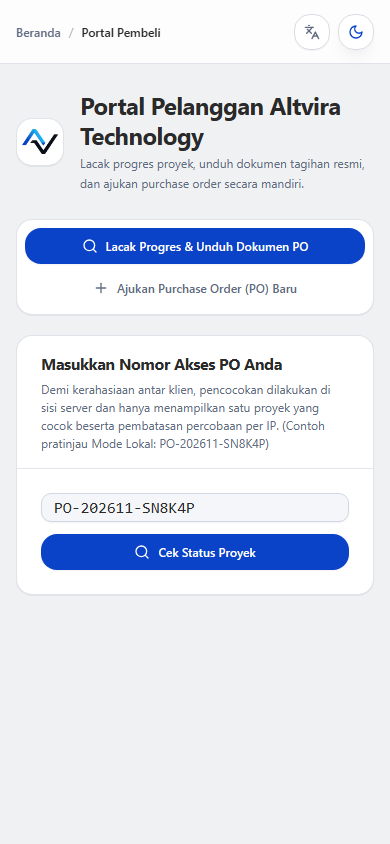 Beranda / Portal Pembeli
Portal Pelanggan Altvira
Technology
Lacak progres proyek, unduh dokumen tagihan resmi,
dan ajukan purchase order secara mandiri.
Lacak Progres & Unduh Dokumen PO
Ajukan Purchase Order (PO) Baru
Masukkan Nomor Akses PO Anda
Demi kerahasiaan antar klien, pencocokan dilakukan di
sisi server dan hanya menampilkan satu proyek yang
cocok beserta pembatasan percobaan per IP. (Contoh
pratinjau Mode Lokal: PO-202611-SN8K4P)
PO-202611-SN8K4P
Cek Status Proyek